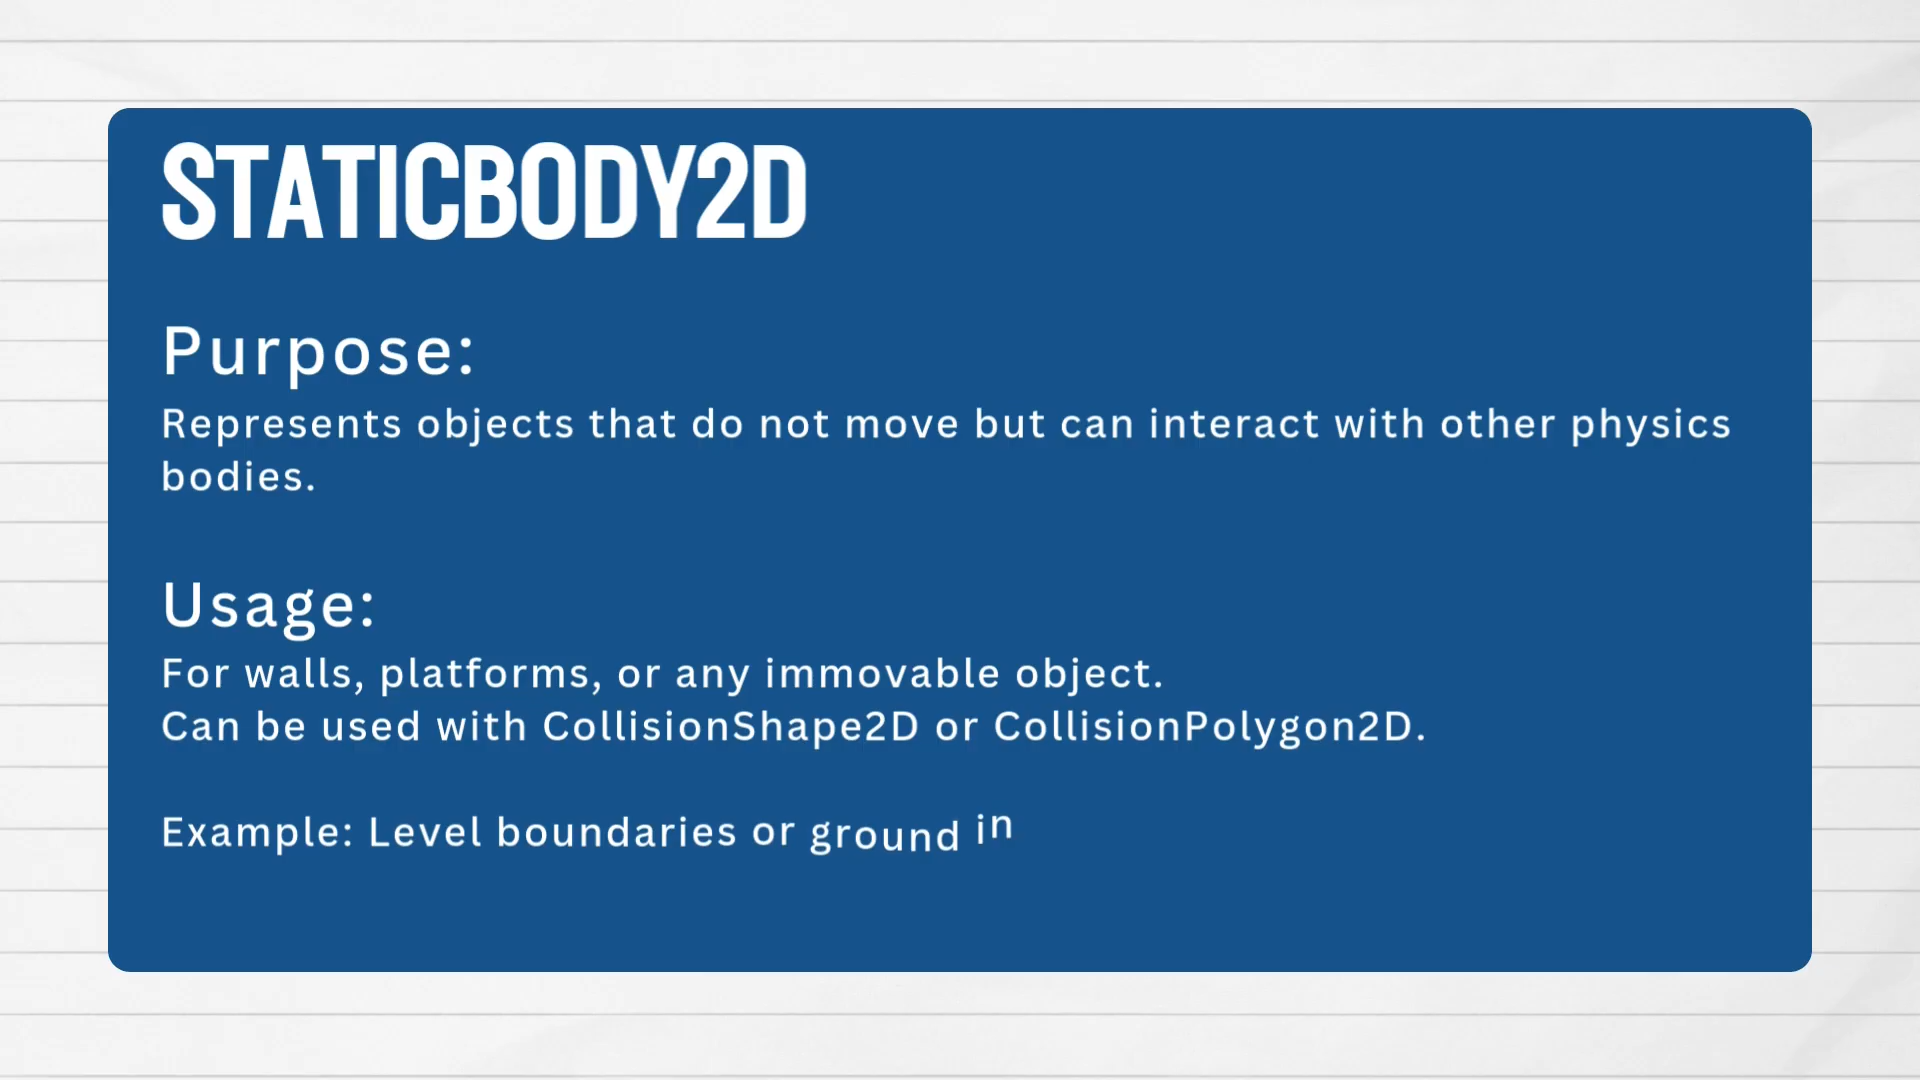 STATICBODY2D
Purpose:
Represents objects that do not move but can interact with other physics
bodies.
Usage:
For walls, platforms, or any immovable object.
Can be used with CollisionShape2D or CollisionPolygon2D.
Example: Level boundaries or ground in